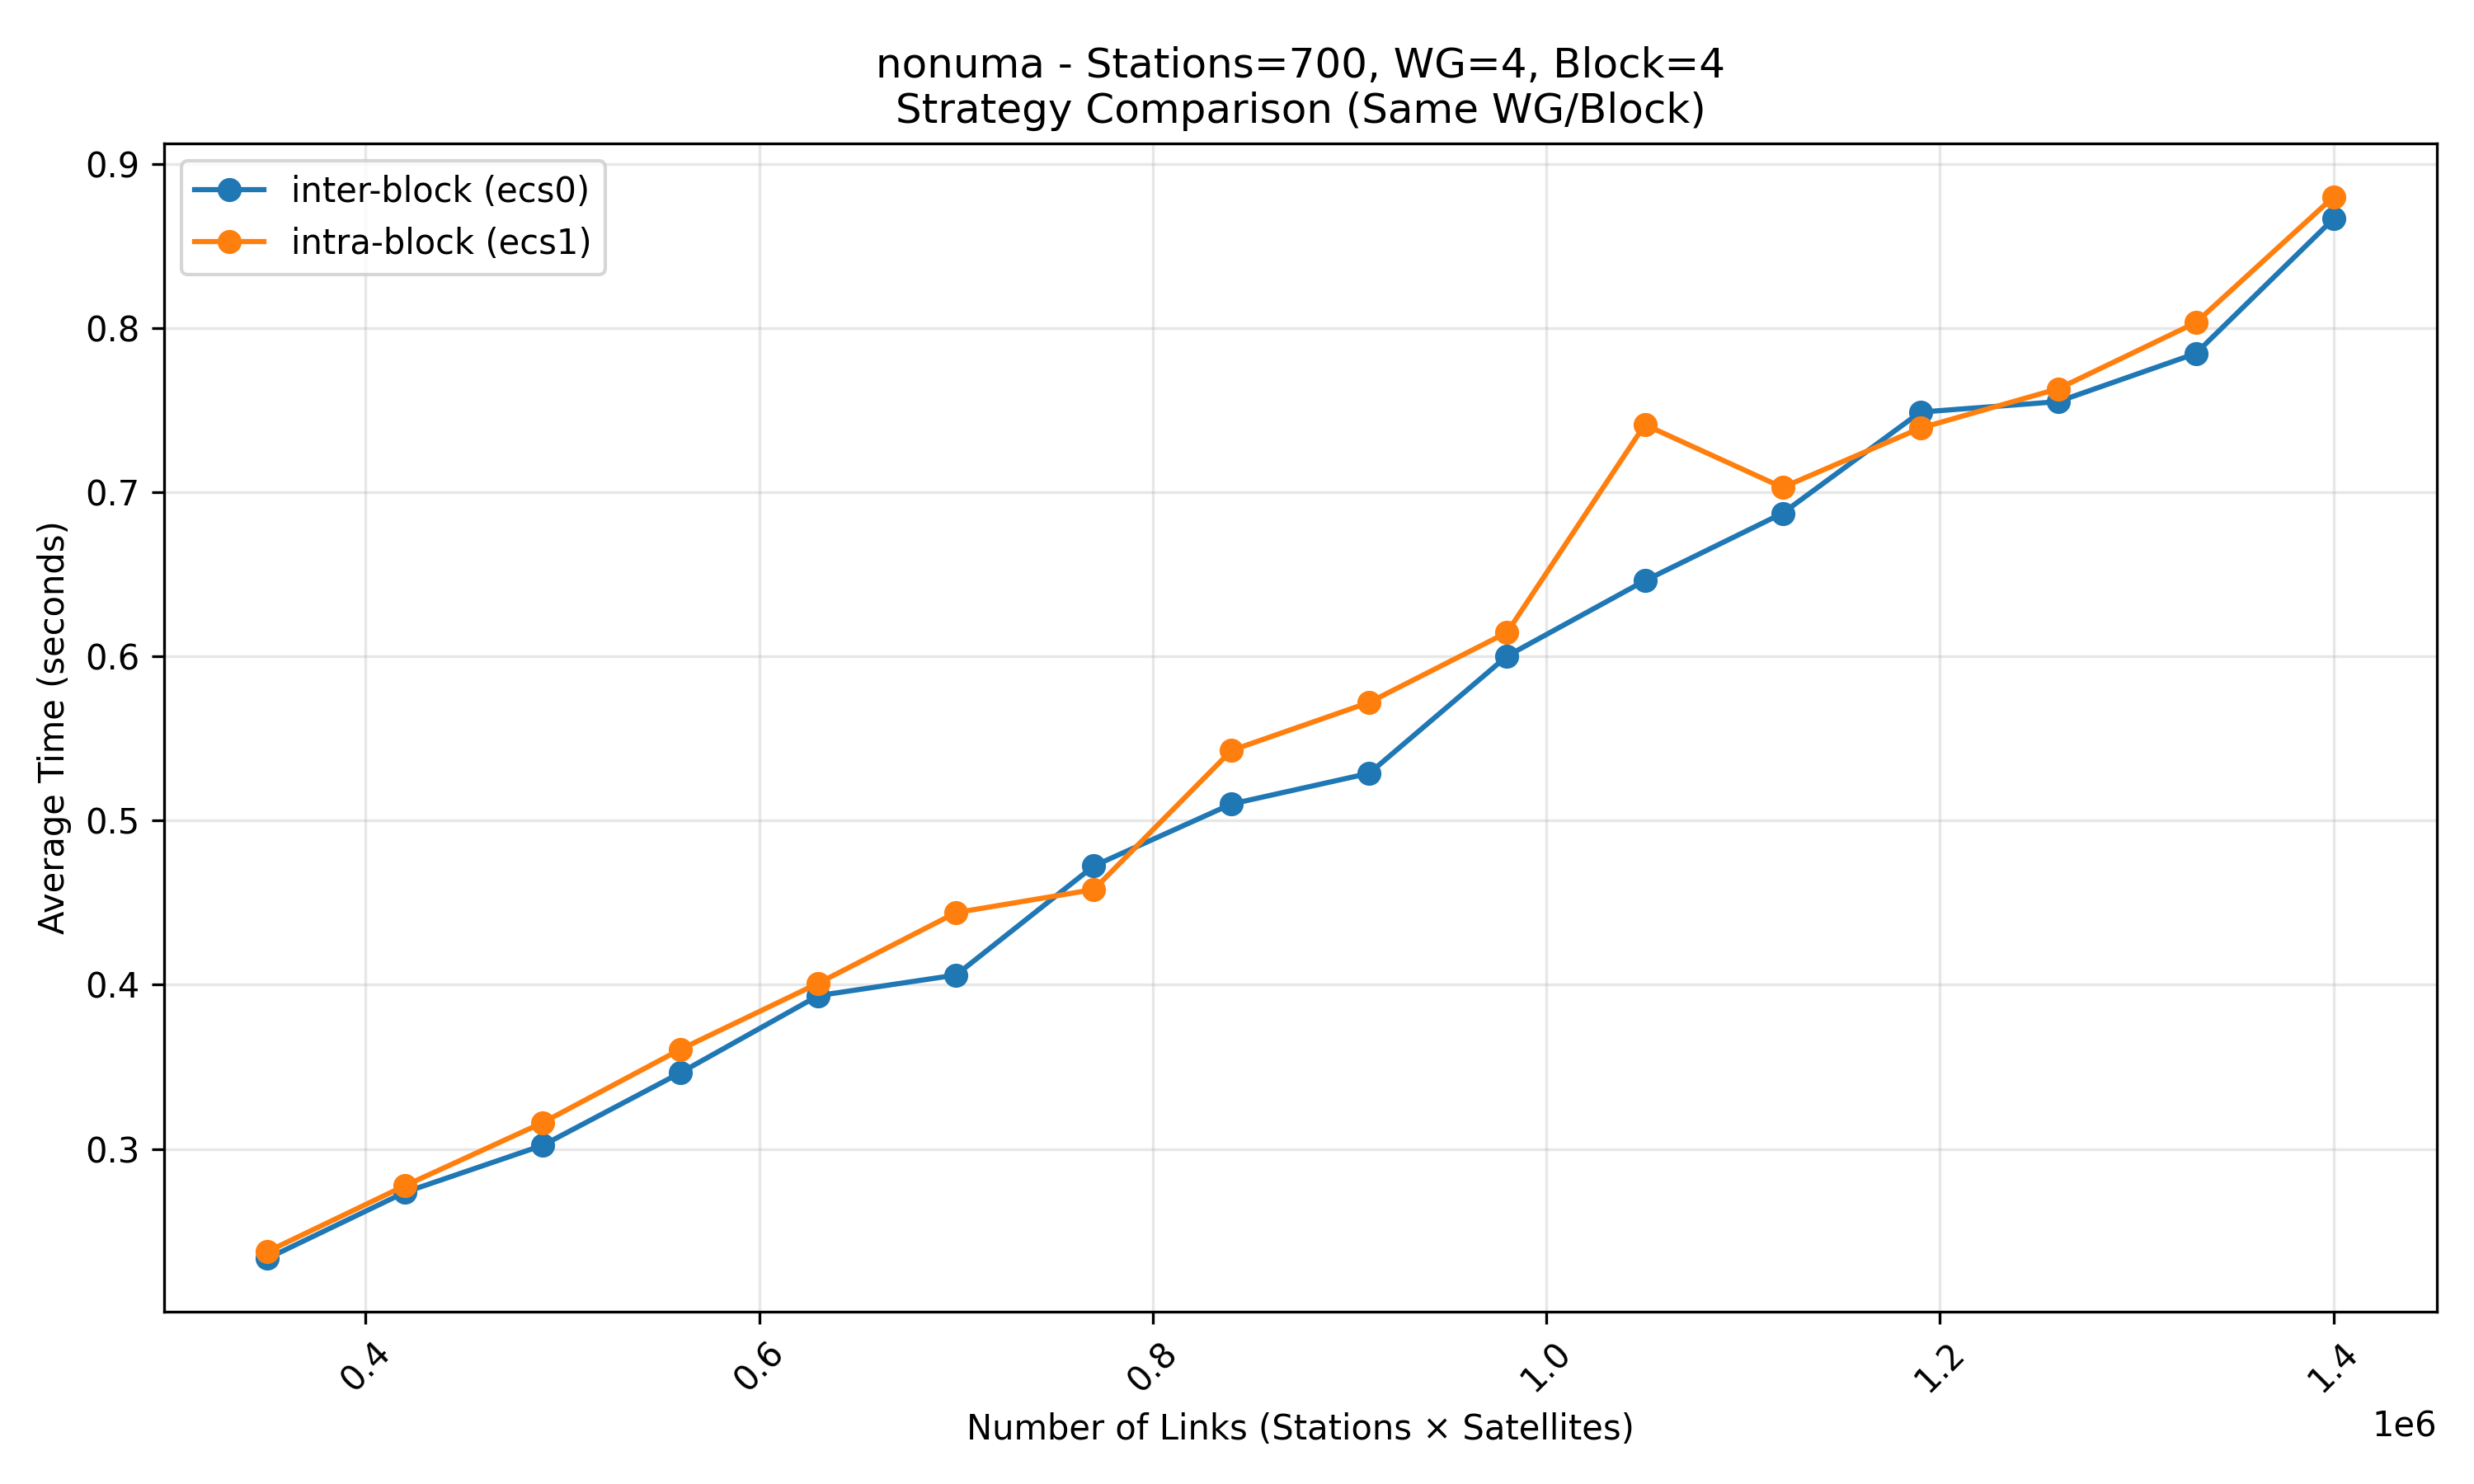 nonuma - Stations=700, WG=4, Block=4
Strategy Comparison (Same WG/Block)
inter-block (ecs0)
intra-block (ecs1)
Average Time (seconds)
0.9
0.8
0.7
0.6
0.5
0.4
0.3
0.4
0.6
0.8
1.0
1.2
1.4
1e6
Number of Links (Stations × Satellites)